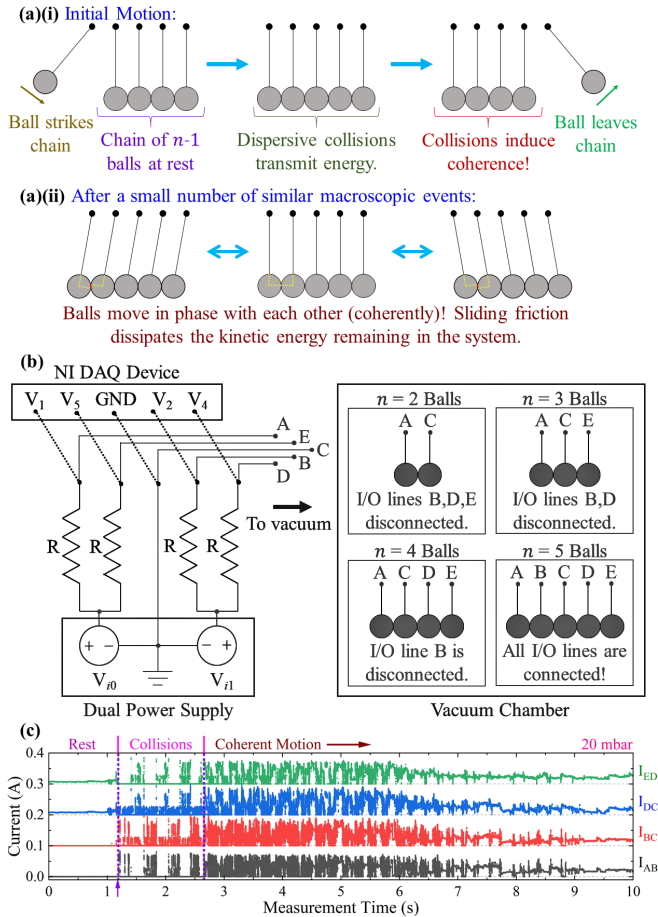 (a)(i) Initial Motion:
Ball strikes
chain
Chain of n-1
balls at rest
Dispersive collisions
transmit energy.
Collisions induce
coherence!
Ball leaves
chain
(a)(ii) After a small number of similar macroscopic events:
Balls move in phase with each other (coherently)! Sliding friction
dissipates the kinetic energy remaining in the system.
(b)
NI DAQ Device
V1 V5 GND V2 V4
A
E
C
B
D
R R R R
To vacuum
+ - - +
Vi0 Vi1
Dual Power Supply
n = 2 Balls
A C
I/O lines B,D,E
disconnected.
n = 3 Balls
A C E
I/O lines B,D
disconnected.
n = 4 Balls
A C D E
I/O line B is
disconnected.
n = 5 Balls
A B C D E
All I/O lines are
connected!
Vacuum Chamber
(c) Rest Collisions Coherent Motion 20 mbar
Current (A)
0.4
0.3
0.2
0.1
0.0
IED
IDC
IBC
IAB
0 1 2 3 4 5 6 7 8 9 10
Measurement Time (s)